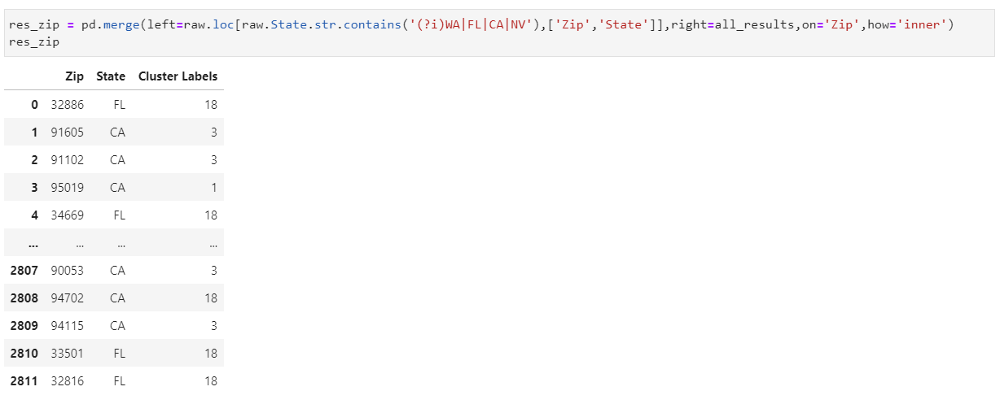 res_zip = pd.merge(left=raw.loc[raw.State.str.contains('(?i)WA|FL|CA|NV'),['Zip','State']],right=all_results,on='Zip',how='inner')
res_zip
Zip State Cluster Labels
0 32886 FL 18
1 91605 CA 3
2 91102 CA 3
3 95019 CA 1
4 34669 FL 18
... ... ... ...
2807 90053 CA 3
2808 94702 CA 18
2809 94115 CA 3
2810 33501 FL 18
2811 32816 FL 18